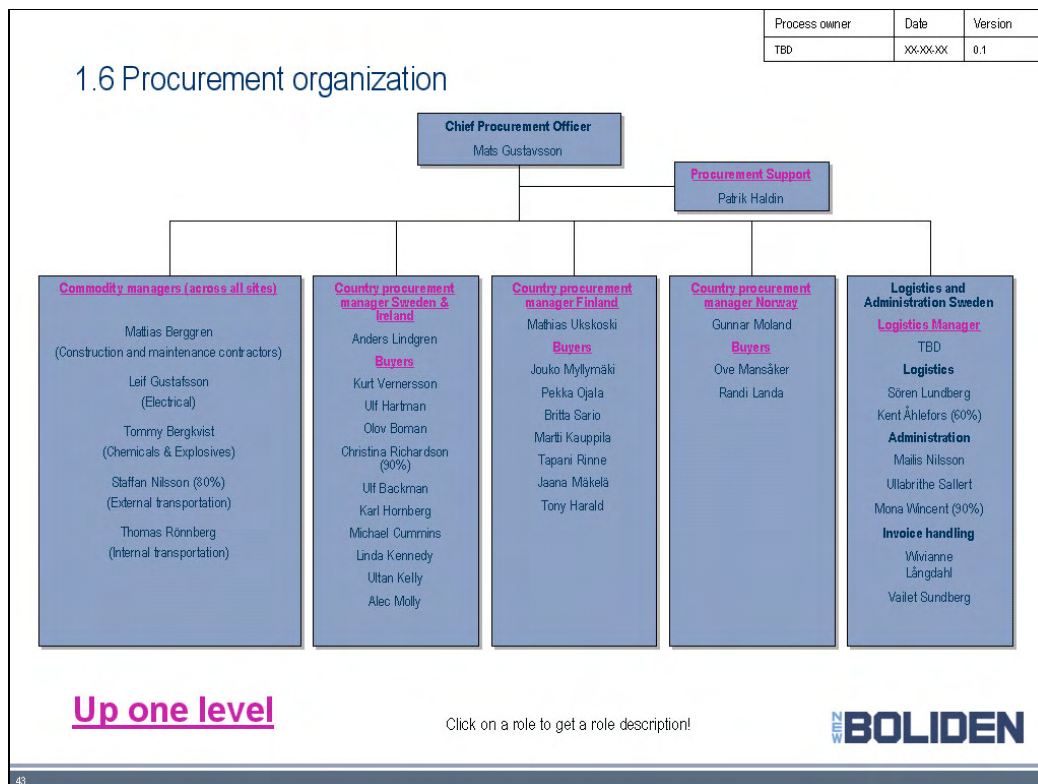 Process owner Date Version
TBD XX-XX-XX 0.1
1.6 Procurement organization
Chief Procurement Officer
Mats Gustavsson
Procurement Support
Patrik Haldin
Commodity managers (across all sites)
Mattias Berggren
(Construction and maintenance contractors)
Leif Gustafsson
(Electrical)
Tommy Bergkvist
(Chemicals & Explosives)
Staffan Nilsson (80%)
(External transportation)
Thomas Rönnberg
(Internal transportation)
Country procurement
manager Sweden &
Ireland
Anders Lindgren
Buyers
Kurt Vernersson
Ulf Hartman
Olov Boman
Christina Richardson
(90%)
Ulf Backman
Karl Hornberg
Michael Cummins
Linda Kennedy
Ultan Kelly
Alec Molly
Country procurement
manager Finland
Mathias Ukskoski
Buyers
Jouko Myllymäki
Pekka Ojala
Britta Sario
Martti Kauppila
Tapani Rinne
Jaana Mäkelä
Tony Harald
Country procurement
manager Norway
Gunnar Moland
Buyers
Ove Mansåker
Randi Landa
Logistics and
Administration Sweden
Logistics Manager
TBD
Logistics
Sören Lundberg
Kent Åhlefors (60%)
Administration
Mailis Nilsson
Ullabrithe Sallert
Mona Wincent (90%)
Invoice handling
Wivianne
Långdahl
Vailet Sundberg
Up one level
Click on a role to get a role description!
NEW BOLIDEN
43